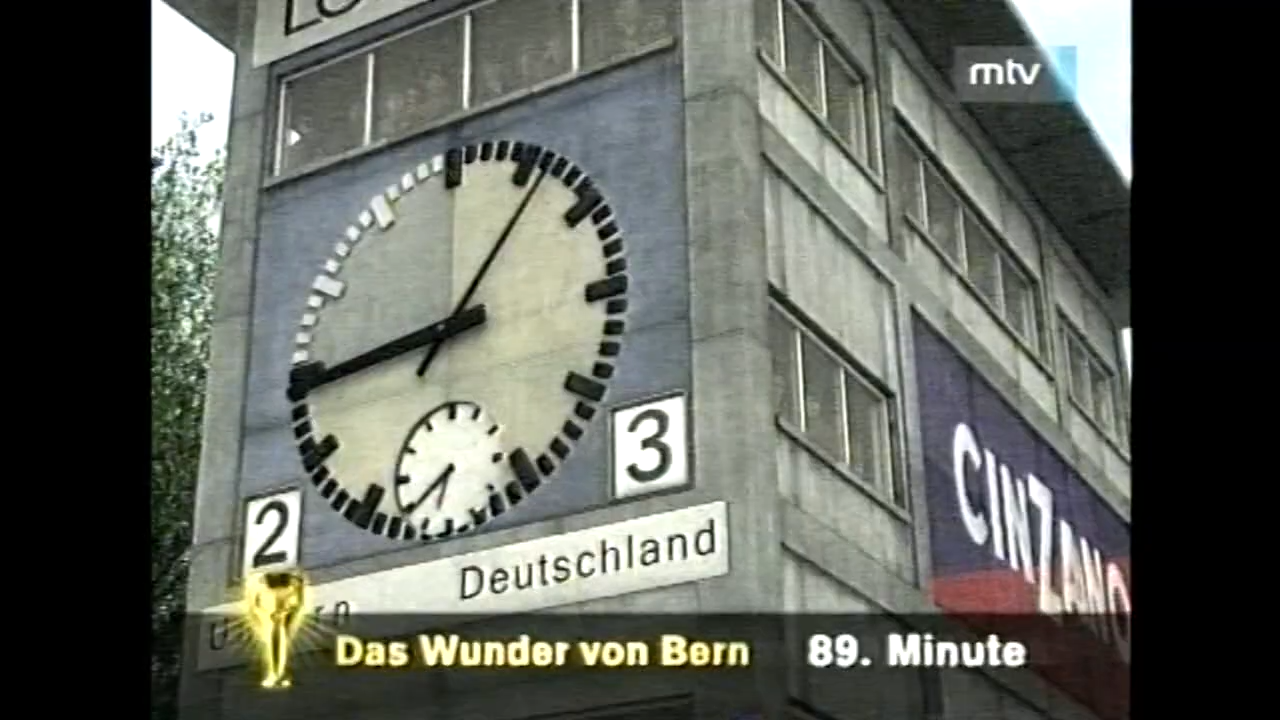 mtv
2
3
Deutschland
CINZANO
Das Wunder von Bern 89. Minute